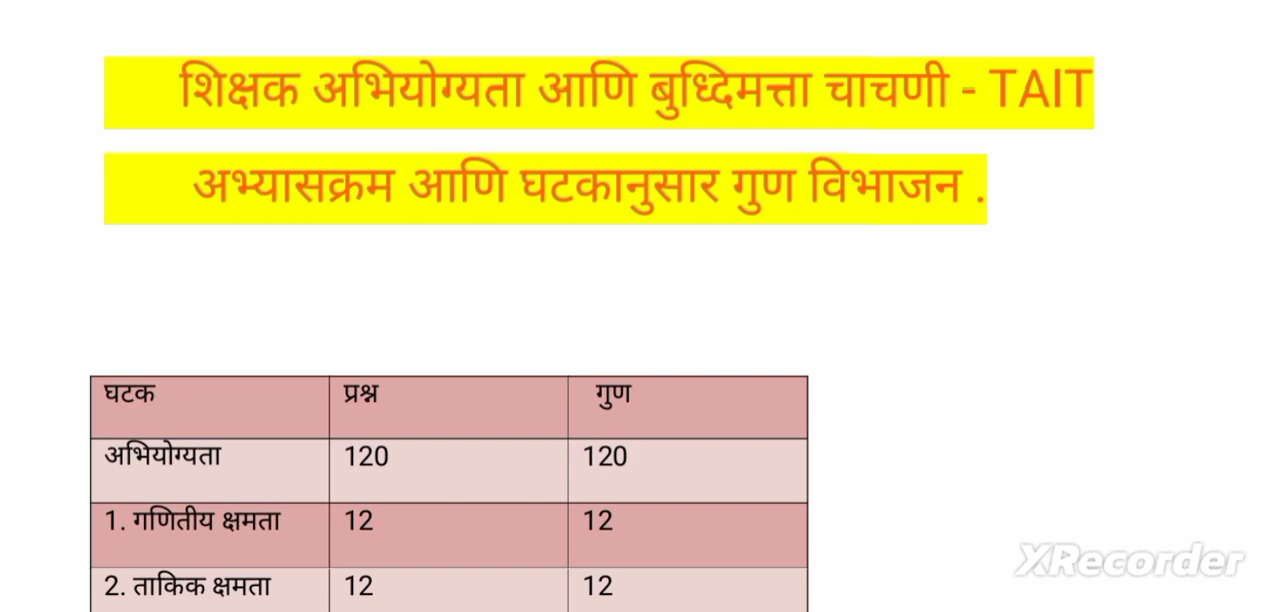 शिक्षक अभियोग्यता आणि बुध्दिमत्ता चाचणी - TAIT
अभ्यासक्रम आणि घटकानुसार गुण विभाजन .
घटक प्रश्न गुण
अभियोग्यता 120 120
1. गणितीय क्षमता 12 12
2. ताकिक क्षमता 12 12
XRecorder